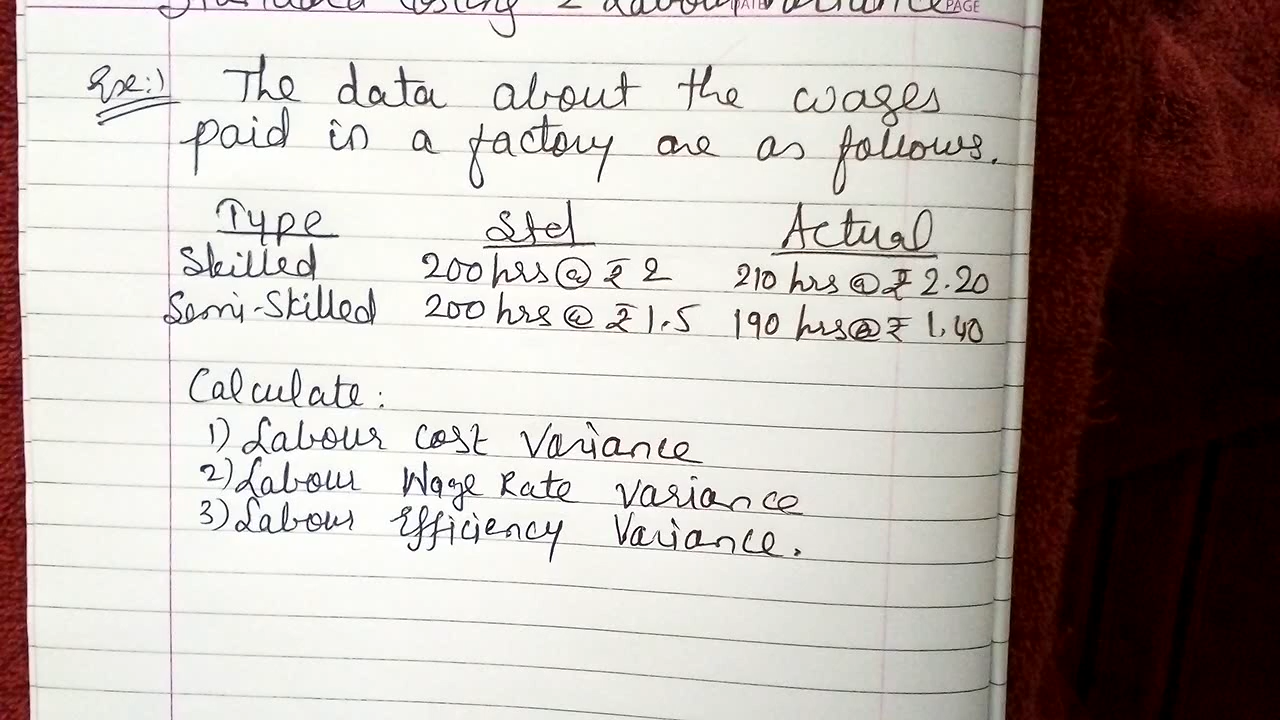 PAGE
Ex:1) The data about the wages
paid in a factory are as follows.
Type Std Actual
Skilled 200 hrs @ ₹ 2 210 hrs @ ₹ 2.20
Semi-Skilled 200 hrs @ ₹ 1.5 190 hrs @ ₹ 1.40
Calculate:
1) Labour Cost Variance
2) Labour Wage Rate Variance
3) Labour Efficiency Variance.